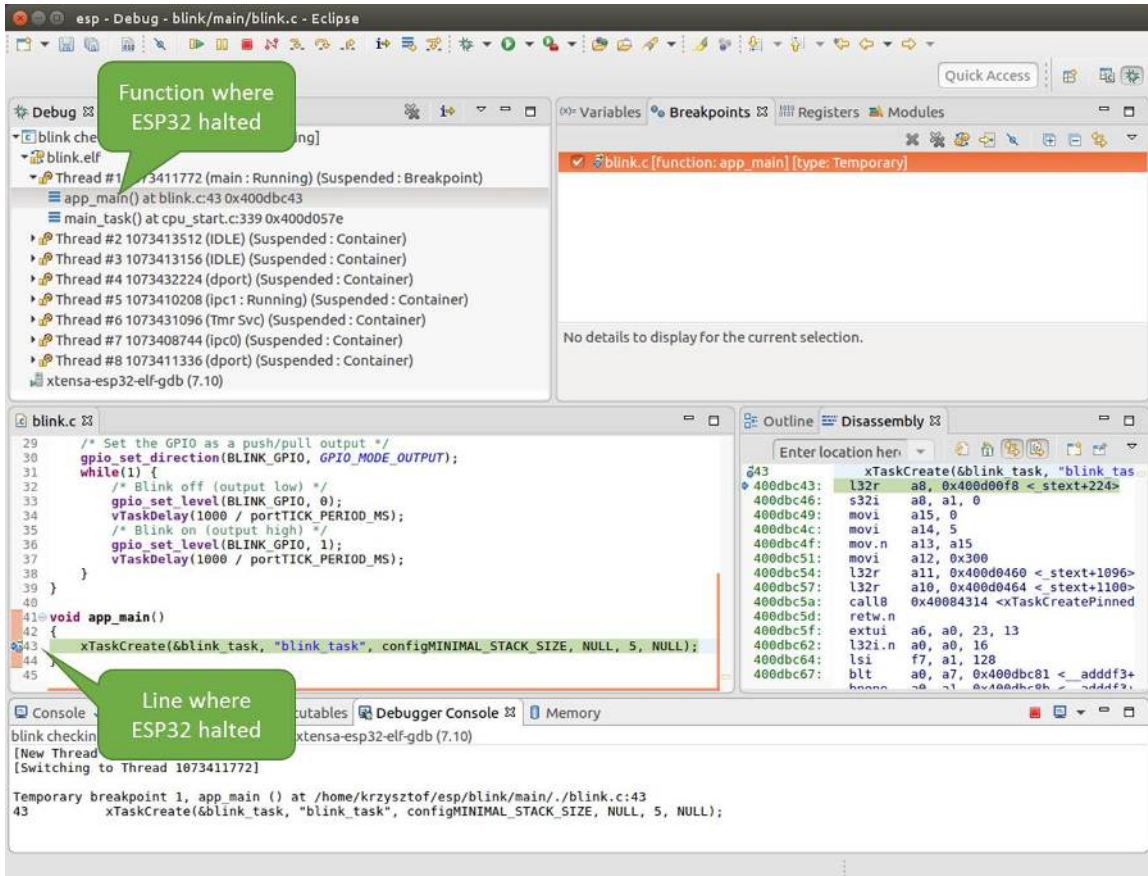 esp - Debug - blink/main/blink.c - Eclipse
Quick Access
Function where
ESP32 halted
Debug
blink che
ing]
blink.elf
Thread #1 1073411772 (main : Running) (Suspended : Breakpoint)
app_main() at blink.c:43 0x400dbc43
main_task() at cpu_start.c:339 0x400d057e
Thread #2 1073413512 (IDLE) (Suspended : Container)
Thread #3 1073413156 (IDLE) (Suspended : Container)
Thread #4 1073432224 (dport) (Suspended : Container)
Thread #5 1073410208 (ipc1 : Running) (Suspended : Container)
Thread #6 1073431096 (Tmr Svc) (Suspended : Container)
Thread #7 1073408744 (ipc0) (Suspended : Container)
Thread #8 1073411336 (dport) (Suspended : Container)
xtensa-esp32-elf-gdb (7.10)
(x)= Variables Breakpoints Registers Modules
blink.c [function: app_main] [type: Temporary]
No details to display for the current selection.
blink.c
29 /* Set the GPIO as a push/pull output */
30 gpio_set_direction(BLINK_GPIO, GPIO_MODE_OUTPUT);
31 while(1) {
32 /* Blink off (output low) */
33 gpio_set_level(BLINK_GPIO, 0);
34 vTaskDelay(1000 / portTICK_PERIOD_MS);
35 /* Blink on (output high) */
36 gpio_set_level(BLINK_GPIO, 1);
37 vTaskDelay(1000 / portTICK_PERIOD_MS);
38 }
39 }
40
41 void app_main()
42 {
43 xTaskCreate(&blink_task, "blink_task", configMINIMAL_STACK_SIZE, NULL, 5, NULL);
44
45
Line where
ESP32 halted
Outline Disassembly
Enter location here
43 xTaskCreate(&blink_task, "blink_tas
400dbc43: l32r a8, 0x400d00f8 <_stext+224>
400dbc46: s32i a8, a1, 0
400dbc49: movi a15, 0
400dbc4c: movi a14, 5
400dbc4f: mov.n a13, a15
400dbc51: movi a12, 0x300
400dbc54: l32r a11, 0x400d0460 <_stext+1096>
400dbc57: l32r a10, 0x400d0464 <_stext+1100>
400dbc5a: call8 0x40084314 <xTaskCreatePinned
400dbc5d: retw.n
400dbc5f: extui a6, a0, 23, 13
400dbc62: l32i.n a0, a0, 16
400dbc64: lsi f7, a1, 128
400dbc67: blt a0, a7, 0x400dbc81 <__adddf3+
Console
cutables Debugger Console Memory
blink checkin
xtensa-esp32-elf-gdb (7.10)
[New Thread
[Switching to Thread 1073411772]
Temporary breakpoint 1, app_main () at /home/krzysztof/esp/blink/main/./blink.c:43
43 xTaskCreate(&blink_task, "blink_task", configMINIMAL_STACK_SIZE, NULL, 5, NULL);